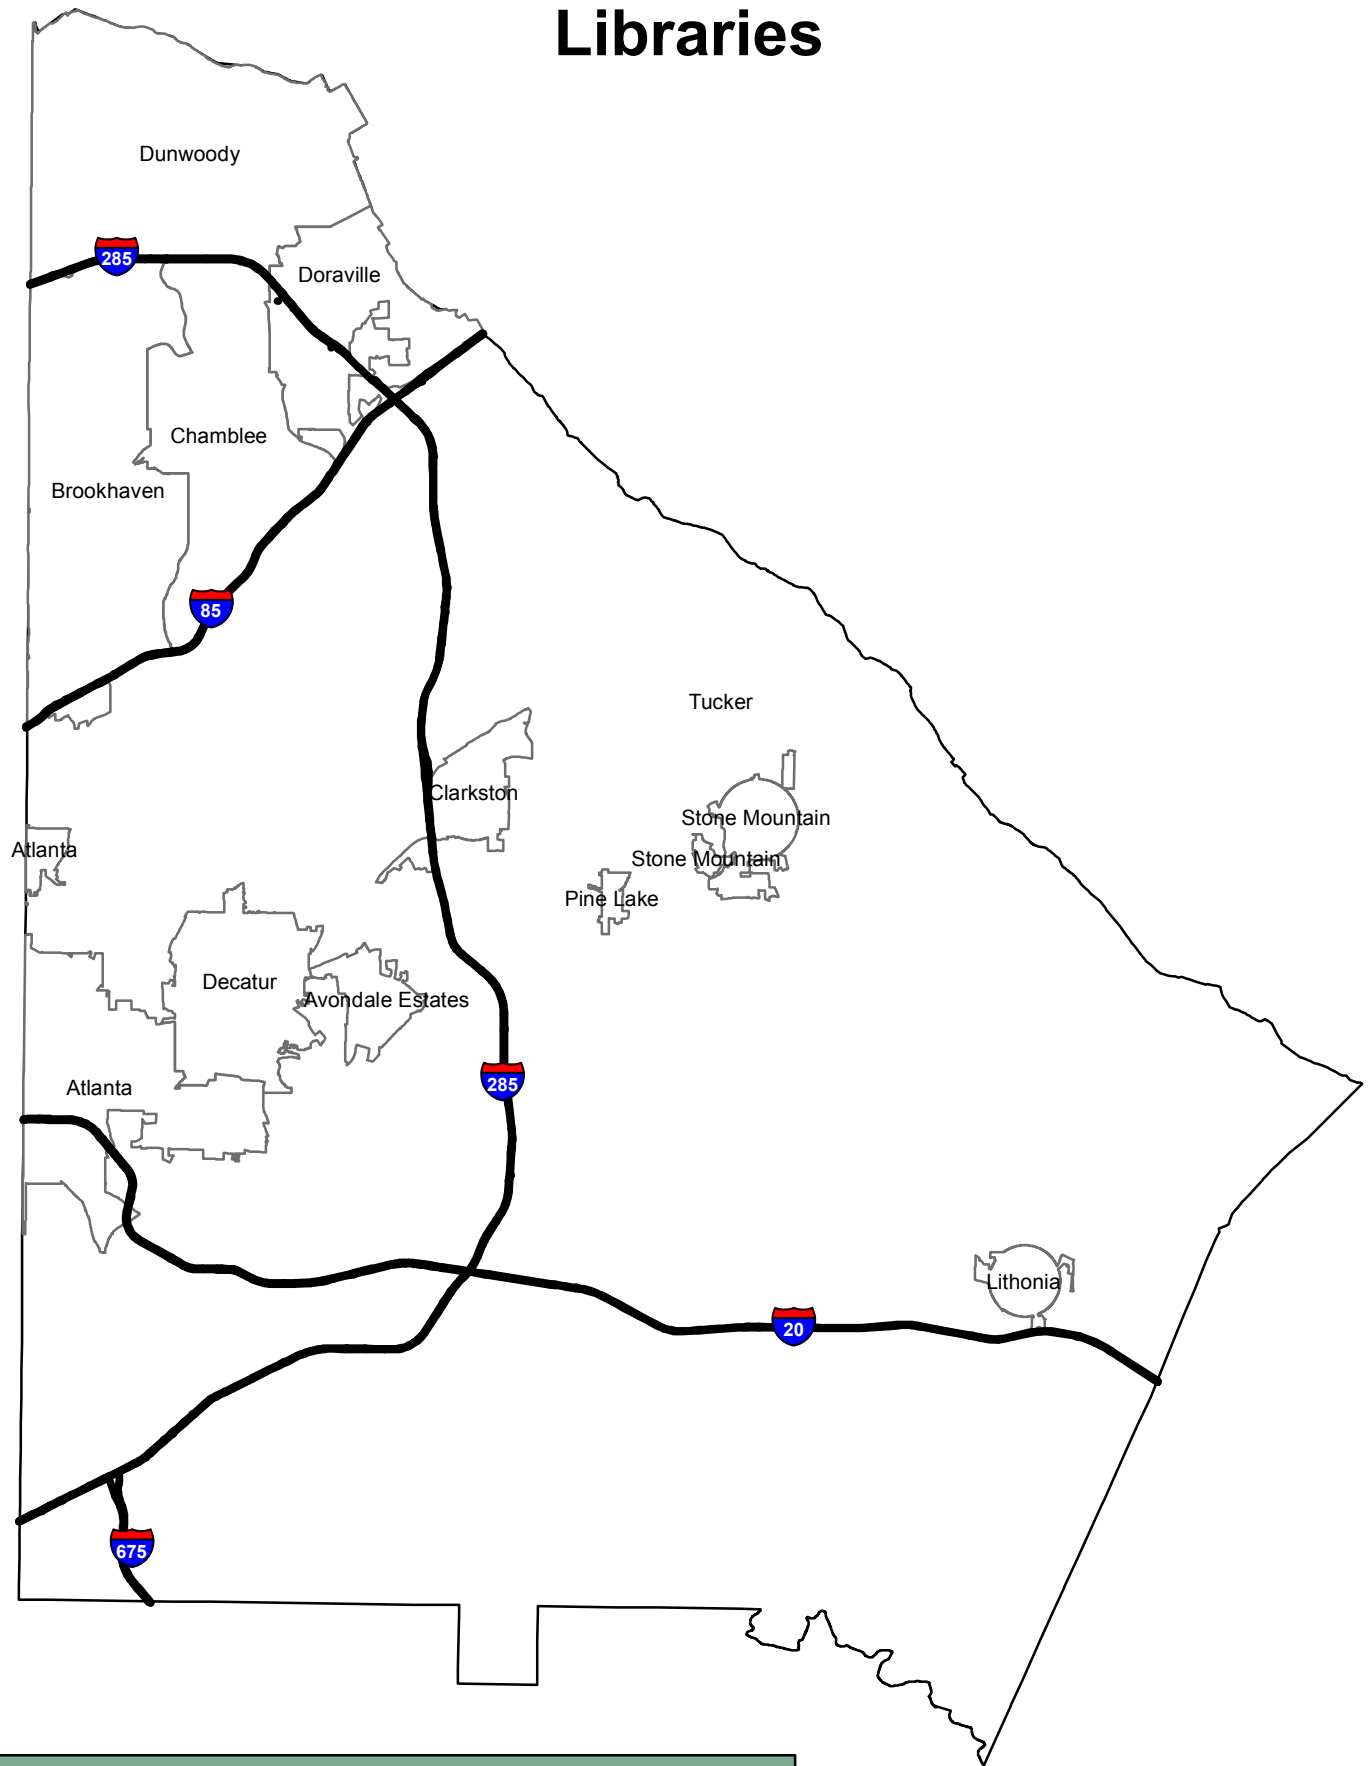 Libraries
Dunwoody
285
Doraville
Chamblee
Brookhaven
85
Tucker
Clarkston
Stone Mountain
Atlanta
Stone Mountain
Pine Lake
Decatur
Avondale Estates
285
Atlanta
Lithonia
20
675